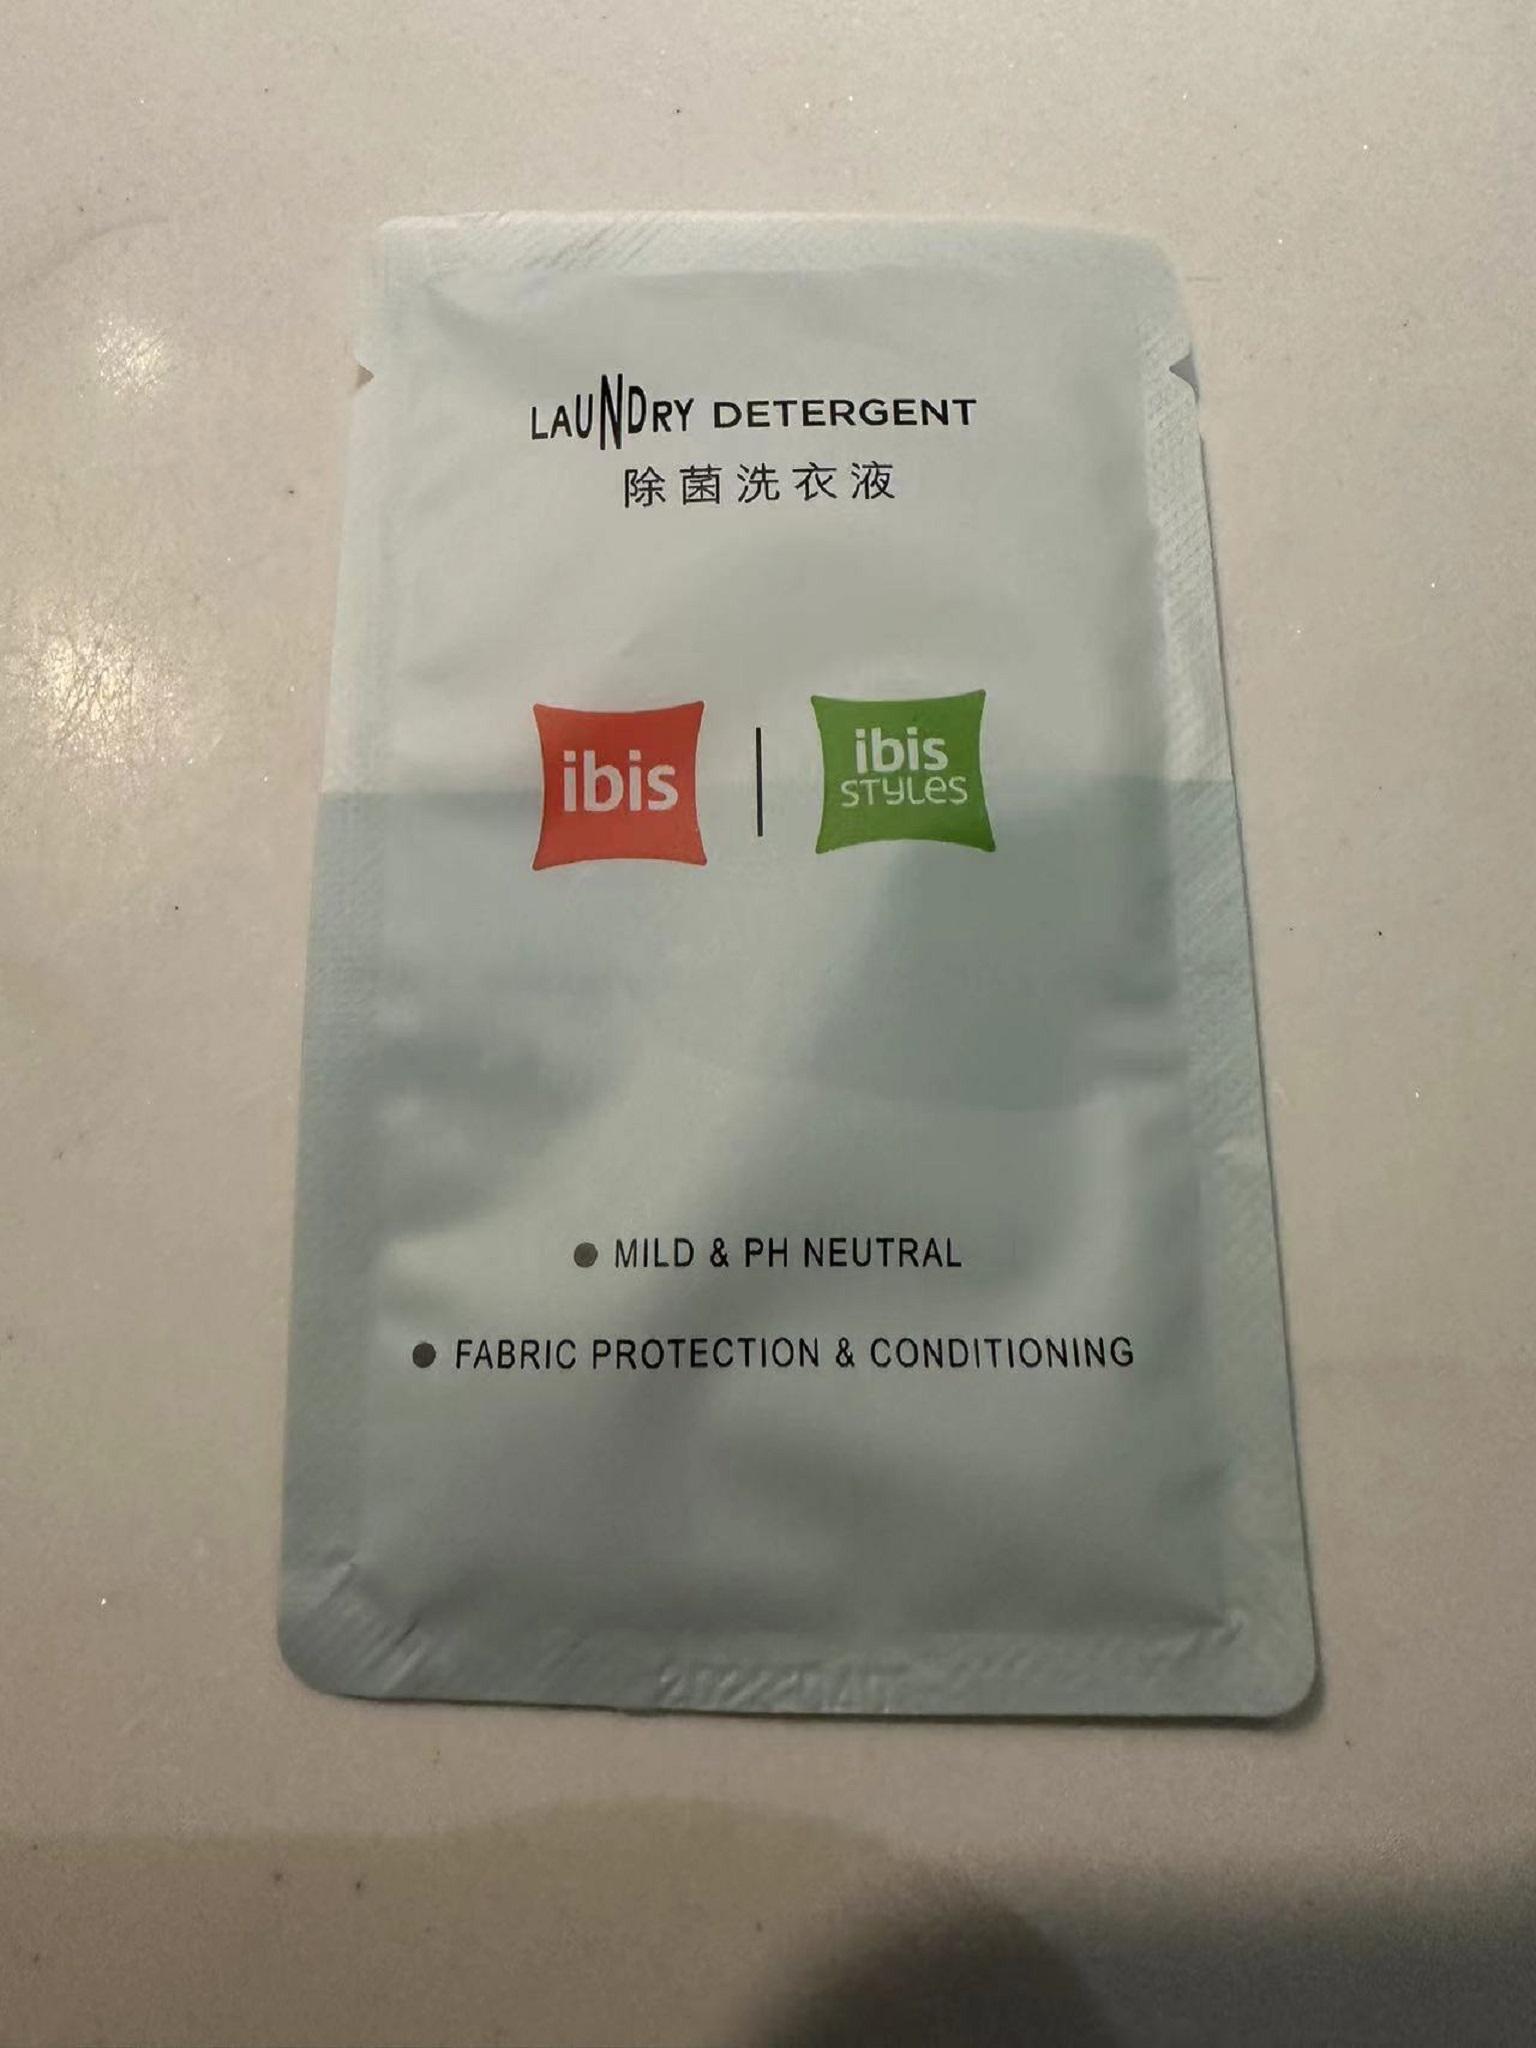 LAUNDRY DETERGENT
除菌洗衣液
ibis
ibis
STYLES
MILD & PH NEUTRAL
FABRIC PROTECTION & CONDITIONING